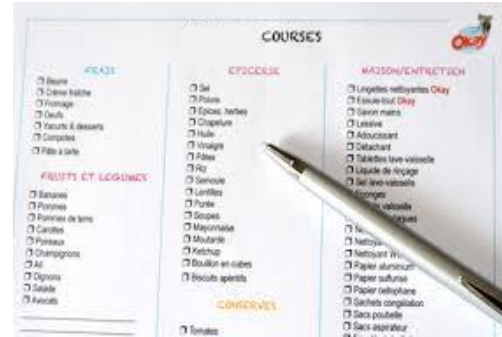 COURSES
Okay
FRAIS
Beurre
Crème fraîche
Fromage
Oeufs
Yaourts & desserts
Compotes
Pâte à tarte
FRUITS ET LEGUMES
Bananes
Pommes
Pommes de terre
Carottes
Poireaux
Champignons
Ail
Oignons
Salade
Avocats
EPICERIE
Sel
Poivre
Epices, herbes
Chapelure
Huile
Vinaigre
Pâtes
Riz
Semoule
Lentilles
Purée
Soupes
Mayonnaise
Moutarde
Ketchup
Bouillon en cubes
Biscuits apéritifs
CONSERVES
Tomates
MAISON/ENTRETIEN
Lingettes nettoyantes Okay
Essuie-tout Okay
Savon mains
Lessive
Adoucissant
Détachant
Tablettes lave-vaisselle
Liquide de rinçage
Sel lave-vaisselle
Eponges
vaisselle
Nettoyant W
Papier aluminium
Papier sulfurisé
Papier cellophane
Sachets congélation
Sacs poubelle
Sacs aspirateur